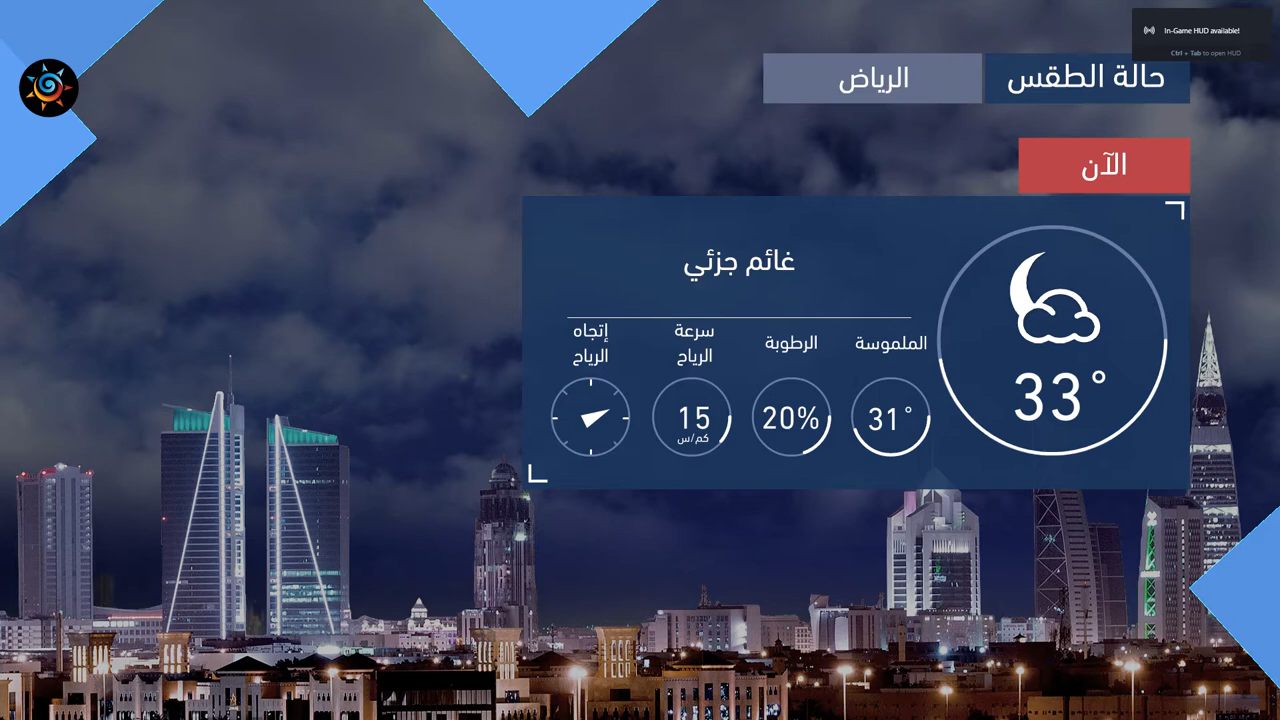 In-Game HUD available!
Ctrl + Tab to open HUD
حالة الطقس
الرياض
الآن
غائم جزئي
33°
الملموسة
31°
الرطوبة
20%
سرعة
الرياح
15
كم/س
إتجاه
الرياح